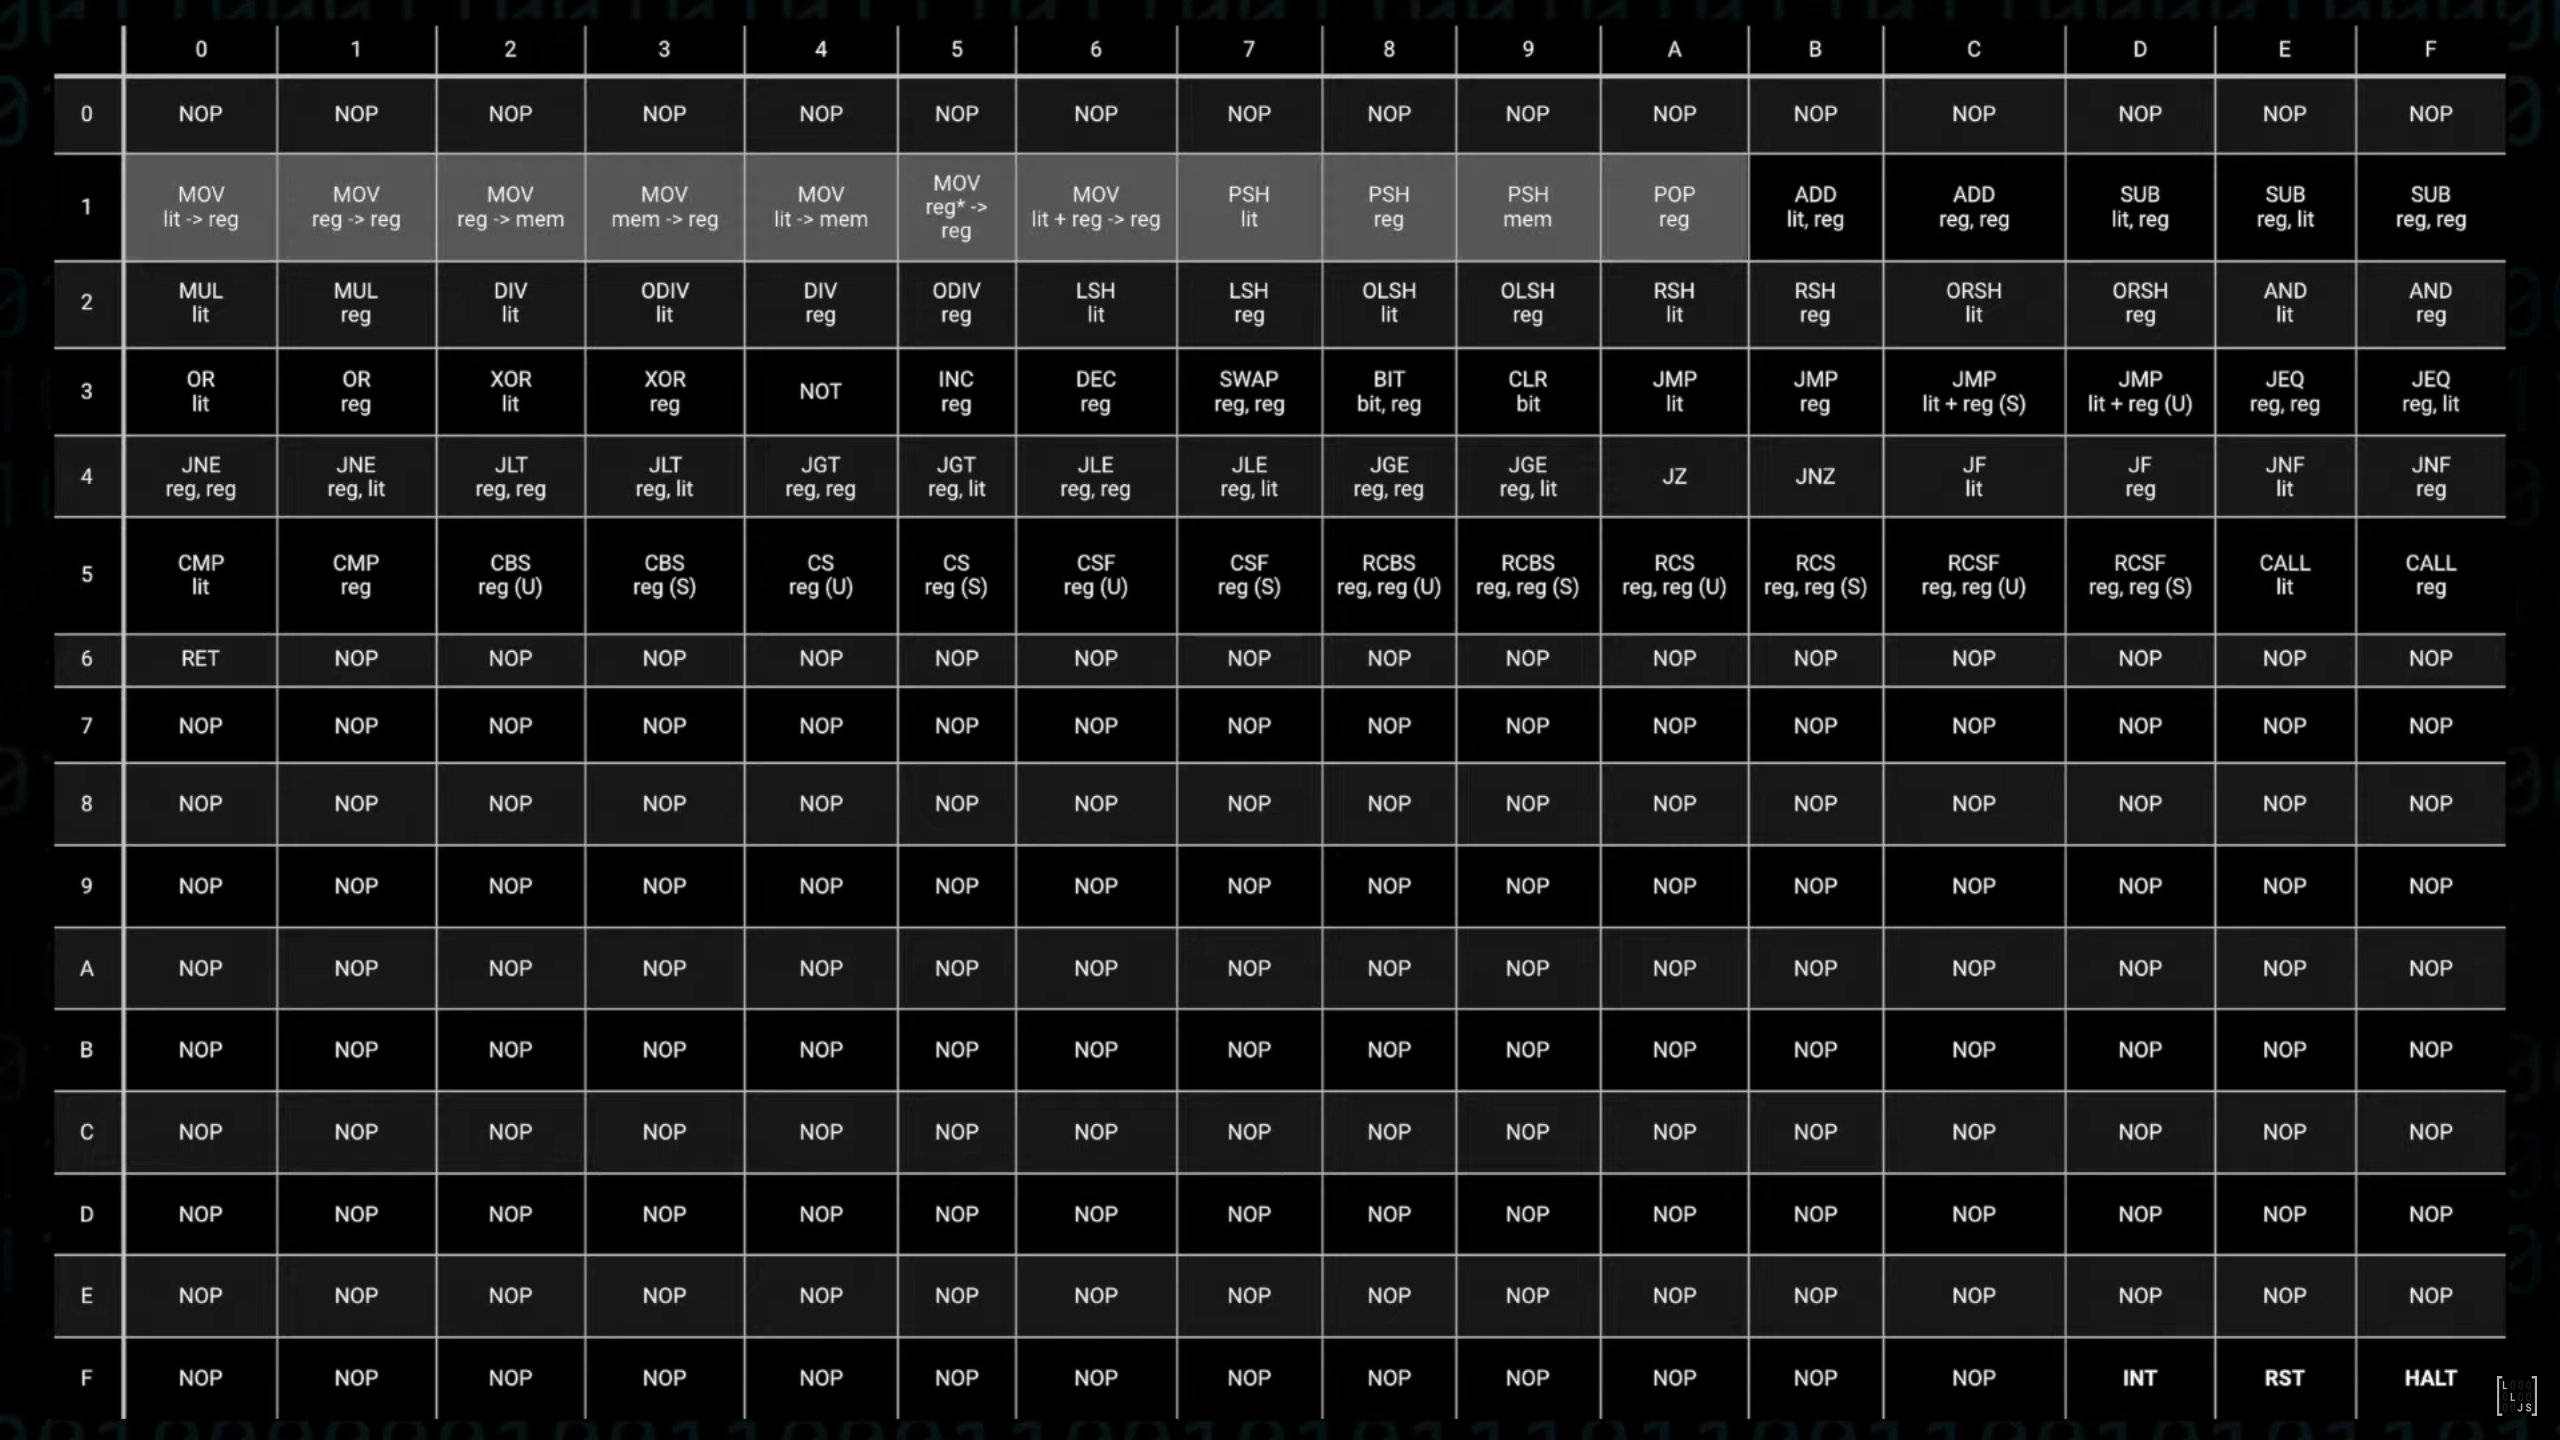 0 1 2 3 4 5 6 7 8 9 A B C D E F
0 NOP NOP NOP NOP NOP NOP NOP NOP NOP NOP NOP NOP NOP NOP NOP NOP
1 MOV lit -> reg MOV reg -> reg MOV reg -> mem MOV mem -> reg MOV lit -> mem MOV reg* -> reg MOV lit + reg -> reg PSH lit PSH reg PSH mem POP reg ADD lit, reg ADD reg, reg SUB lit, reg SUB reg, lit SUB reg, reg
2 MUL lit MUL reg DIV lit ODIV lit DIV reg ODIV reg LSH lit LSH reg OLSH lit OLSH reg RSH lit RSH reg ORSH lit ORSH reg AND lit AND reg
3 OR lit OR reg XOR lit XOR reg NOT INC reg DEC reg SWAP reg, reg BIT bit, reg CLR bit JMP lit JMP reg JMP lit + reg (S) JMP lit + reg (U) JEQ reg, reg JEQ reg, lit
4 JNE reg, reg JNE reg, lit JLT reg, reg JLT reg, lit JGT reg, reg JGT reg, lit JLE reg, reg JLE reg, lit JGE reg, reg JGE reg, lit JZ JNZ JF lit JF reg JNF lit JNF reg
5 CMP lit CMP reg CBS reg (U) CBS reg (S) CS reg (U) CS reg (S) CSF reg (U) CSF reg (S) RCBS reg, reg (U) RCBS reg, reg (S) RCS reg, reg (U) RCS reg, reg (S) RCSF reg, reg (U) RCSF reg, reg (S) CALL lit CALL reg
6 RET NOP NOP NOP NOP NOP NOP NOP NOP NOP NOP NOP NOP NOP NOP NOP
7 NOP NOP NOP NOP NOP NOP NOP NOP NOP NOP NOP NOP NOP NOP NOP NOP
8 NOP NOP NOP NOP NOP NOP NOP NOP NOP NOP NOP NOP NOP NOP NOP NOP
9 NOP NOP NOP NOP NOP NOP NOP NOP NOP NOP NOP NOP NOP NOP NOP NOP
A NOP NOP NOP NOP NOP NOP NOP NOP NOP NOP NOP NOP NOP NOP NOP NOP
B NOP NOP NOP NOP NOP NOP NOP NOP NOP NOP NOP NOP NOP NOP NOP NOP
C NOP NOP NOP NOP NOP NOP NOP NOP NOP NOP NOP NOP NOP NOP NOP NOP
D NOP NOP NOP NOP NOP NOP NOP NOP NOP NOP NOP NOP NOP NOP NOP NOP
E NOP NOP NOP NOP NOP NOP NOP NOP NOP NOP NOP NOP NOP NOP NOP NOP
F NOP NOP NOP NOP NOP NOP NOP NOP NOP NOP NOP NOP NOP INT RST HALT